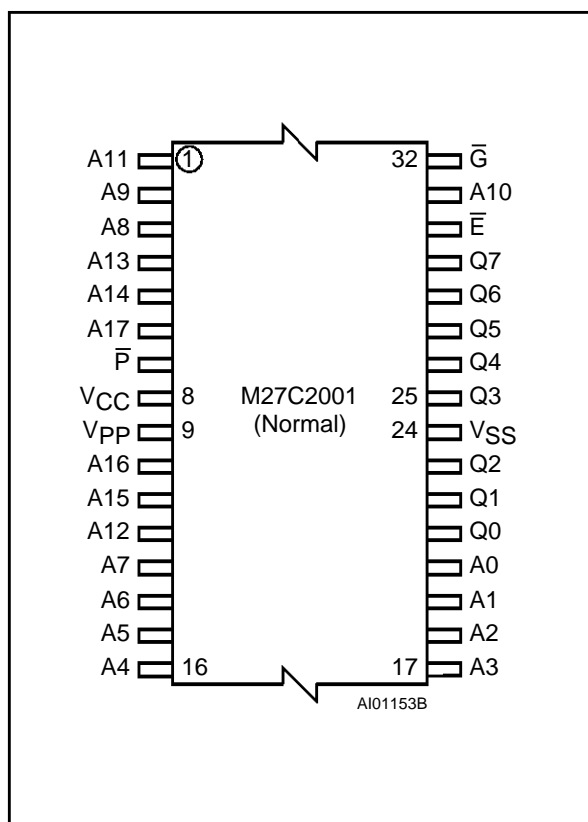 A11 1 32 G̅
A9 A10
A8 E̅
A13 Q7
A14 Q6
A17 Q5
P̅ Q4
VCC 8 M27C2001 25 Q3
VPP 9 (Normal) 24 VSS
A16 Q2
A15 Q1
A12 Q0
A7 A0
A6 A1
A5 A2
A4 16 17 A3
AI01153B